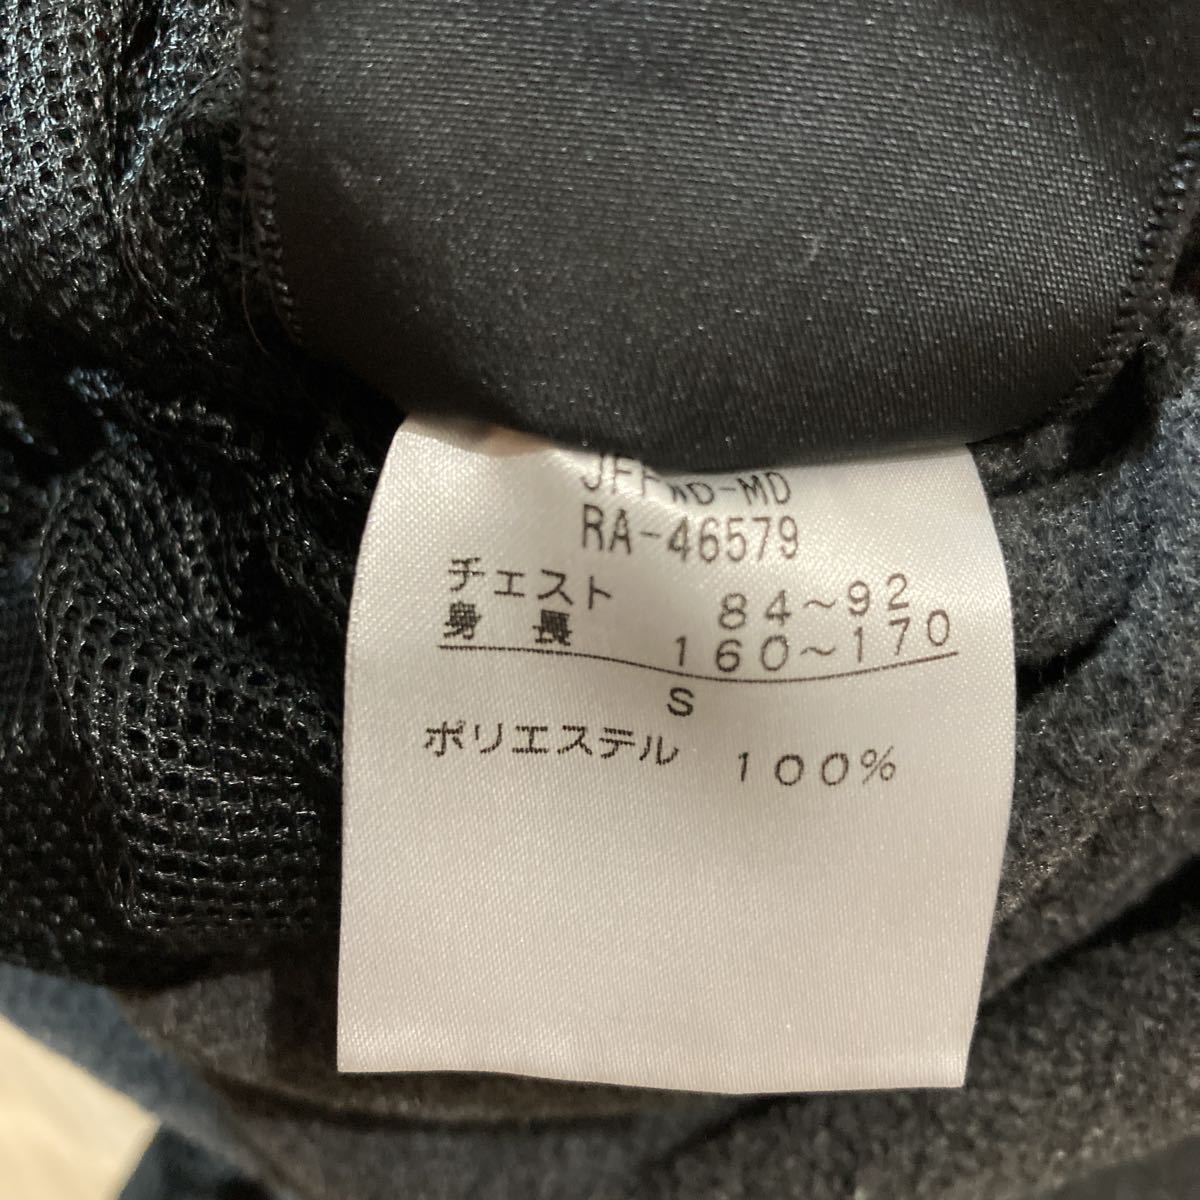 RA-46579
チェスト 84~92
身長 160~170
S
ポリエステル 100%